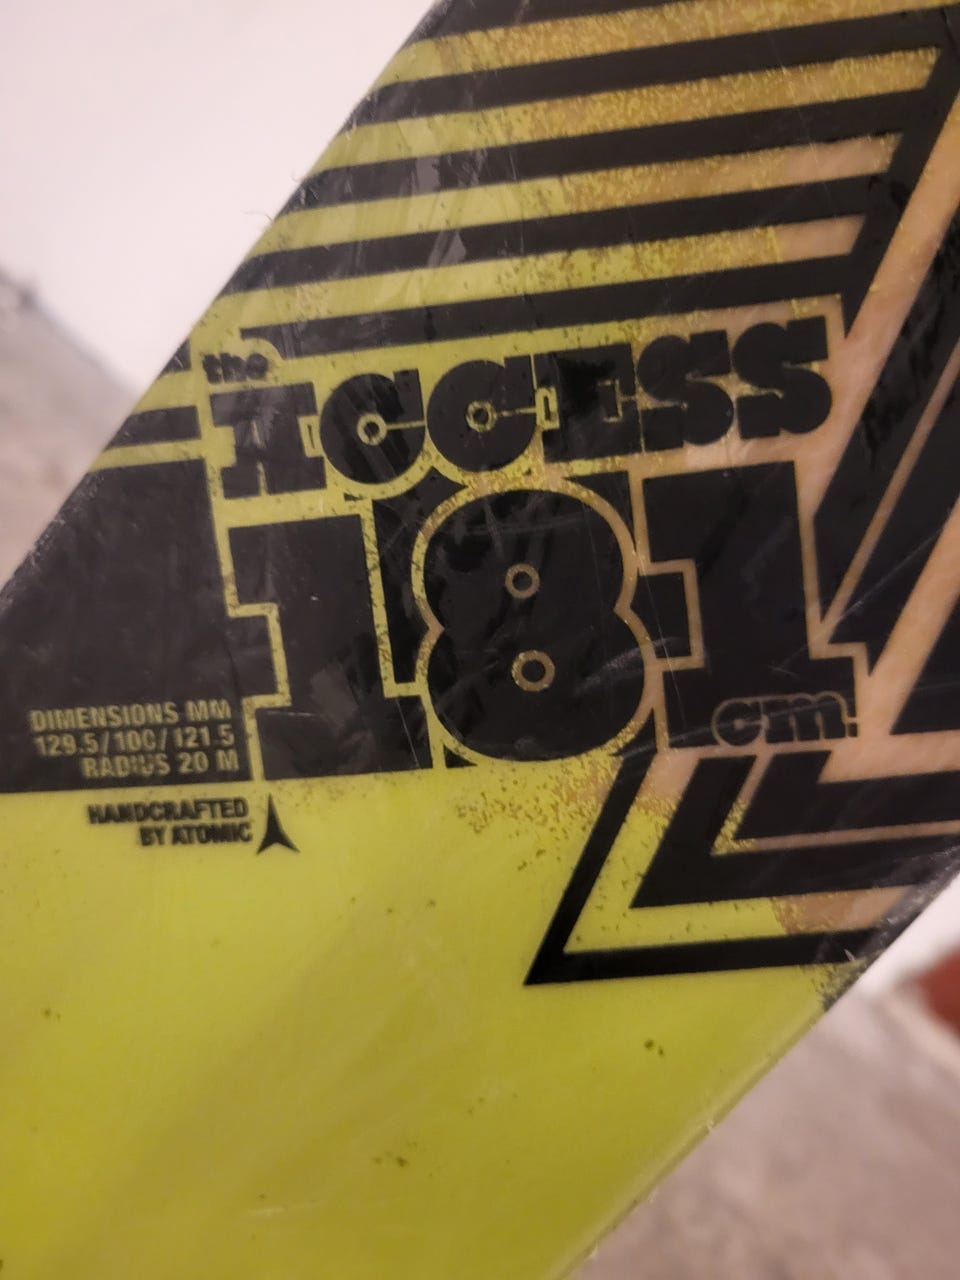 the
ACCESS
181
cm.
DIMENSIONS MM
129.5/100/121.5
RADIUS 20 M
HANDCRAFTED
BY ATOMIC